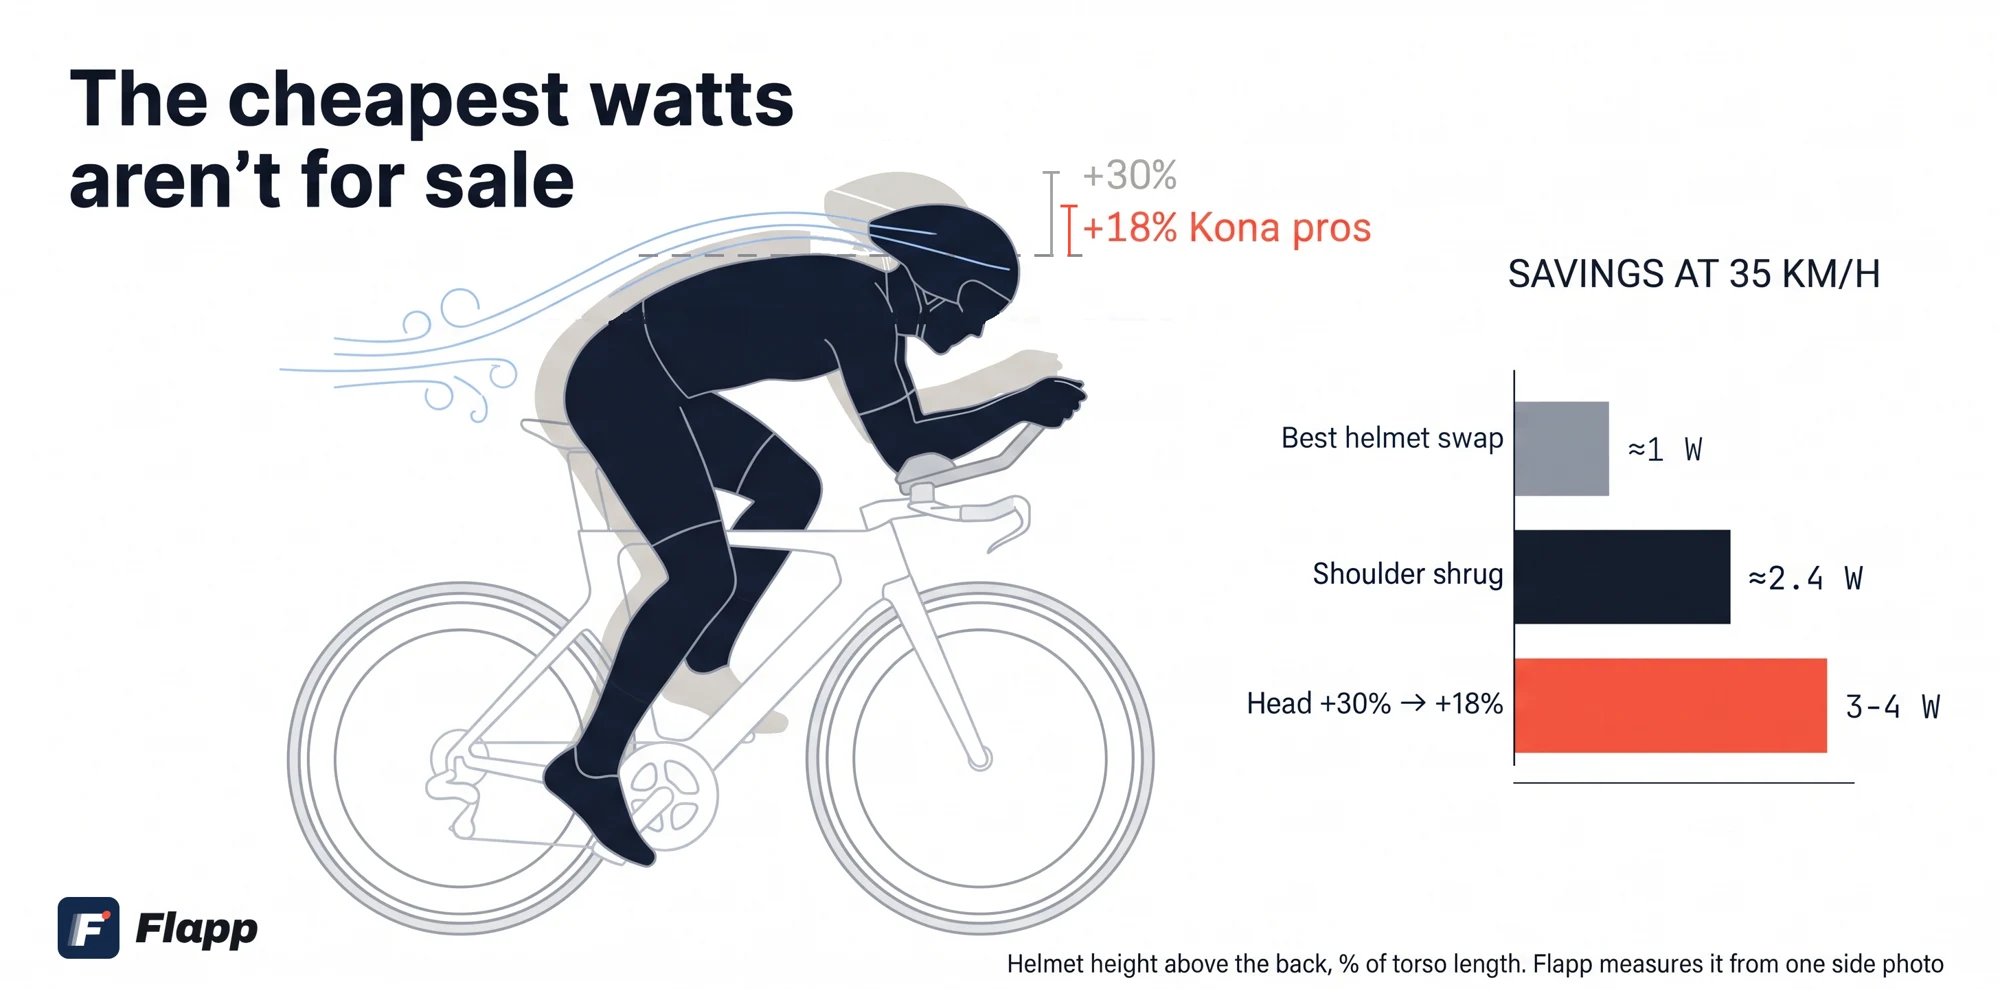 The cheapest watts
aren’t for sale
+30%
+18% Kona pros
SAVINGS AT 35 KM/H
Best helmet swap
≈1 W
Shoulder shrug
≈2.4 W
Head +30% → +18%
3-4 W
F Flapp
Helmet height above the back, % of torso length. Flapp measures it from one side photo